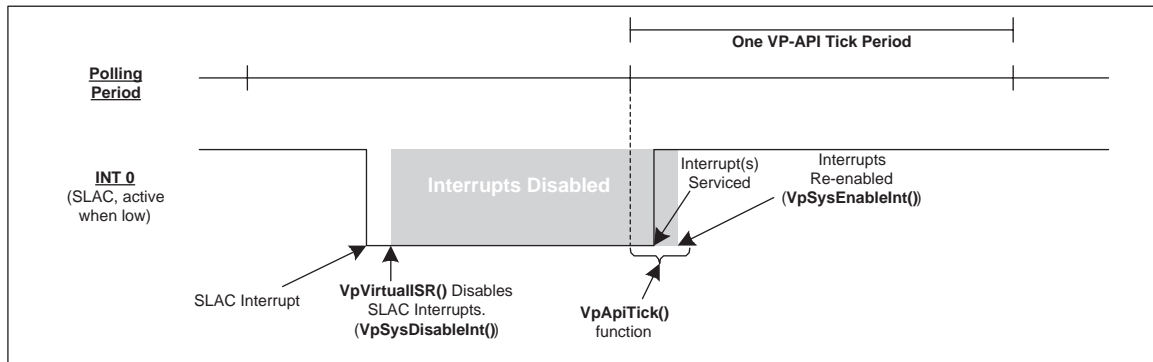 One VP-API Tick Period
Polling
Period
INT 0
(SLAC, active
when low)
Interrupts Disabled
Interrupt(s)
Serviced
Interrupts
Re-enabled
(VpSysEnableInt())
SLAC Interrupt
VpVirtualISR() Disables
SLAC Interrupts.
(VpSysDisableInt())
VpApiTick()
function